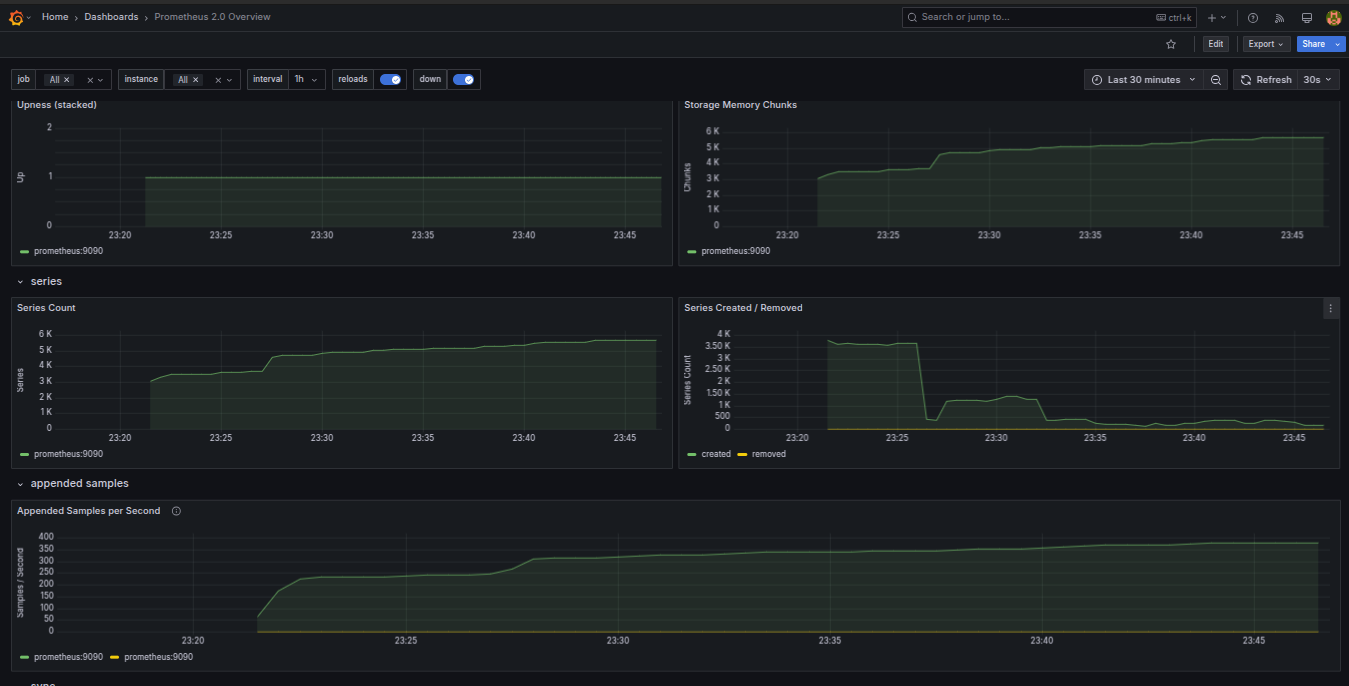 Home › Dashboards › Prometheus 2.0 Overview
Search or jump to... ctrl+k
Edit Export Share
job All × × instance All × × interval 1h reloads down Last 30 minutes Refresh 30s
Upness (stacked)
Up
2
1
0
23:20 23:25 23:30 23:35 23:40 23:45
prometheus:9090
Storage Memory Chunks
Chunks
6 K
5 K
4 K
3 K
2 K
1 K
0
23:20 23:25 23:30 23:35 23:40 23:45
prometheus:9090
series
Series Count
Series
6 K
5 K
4 K
3 K
2 K
1 K
0
23:20 23:25 23:30 23:35 23:40 23:45
prometheus:9090
Series Created / Removed
Series Count
4 K
3.50 K
3 K
2.50 K
2 K
1.50 K
1 K
500
0
23:20 23:25 23:30 23:35 23:40 23:45
created removed
appended samples
Appended Samples per Second
Samples / Second
400
350
300
250
200
150
100
50
0
23:20 23:25 23:30 23:35 23:40 23:45
prometheus:9090 prometheus:9090